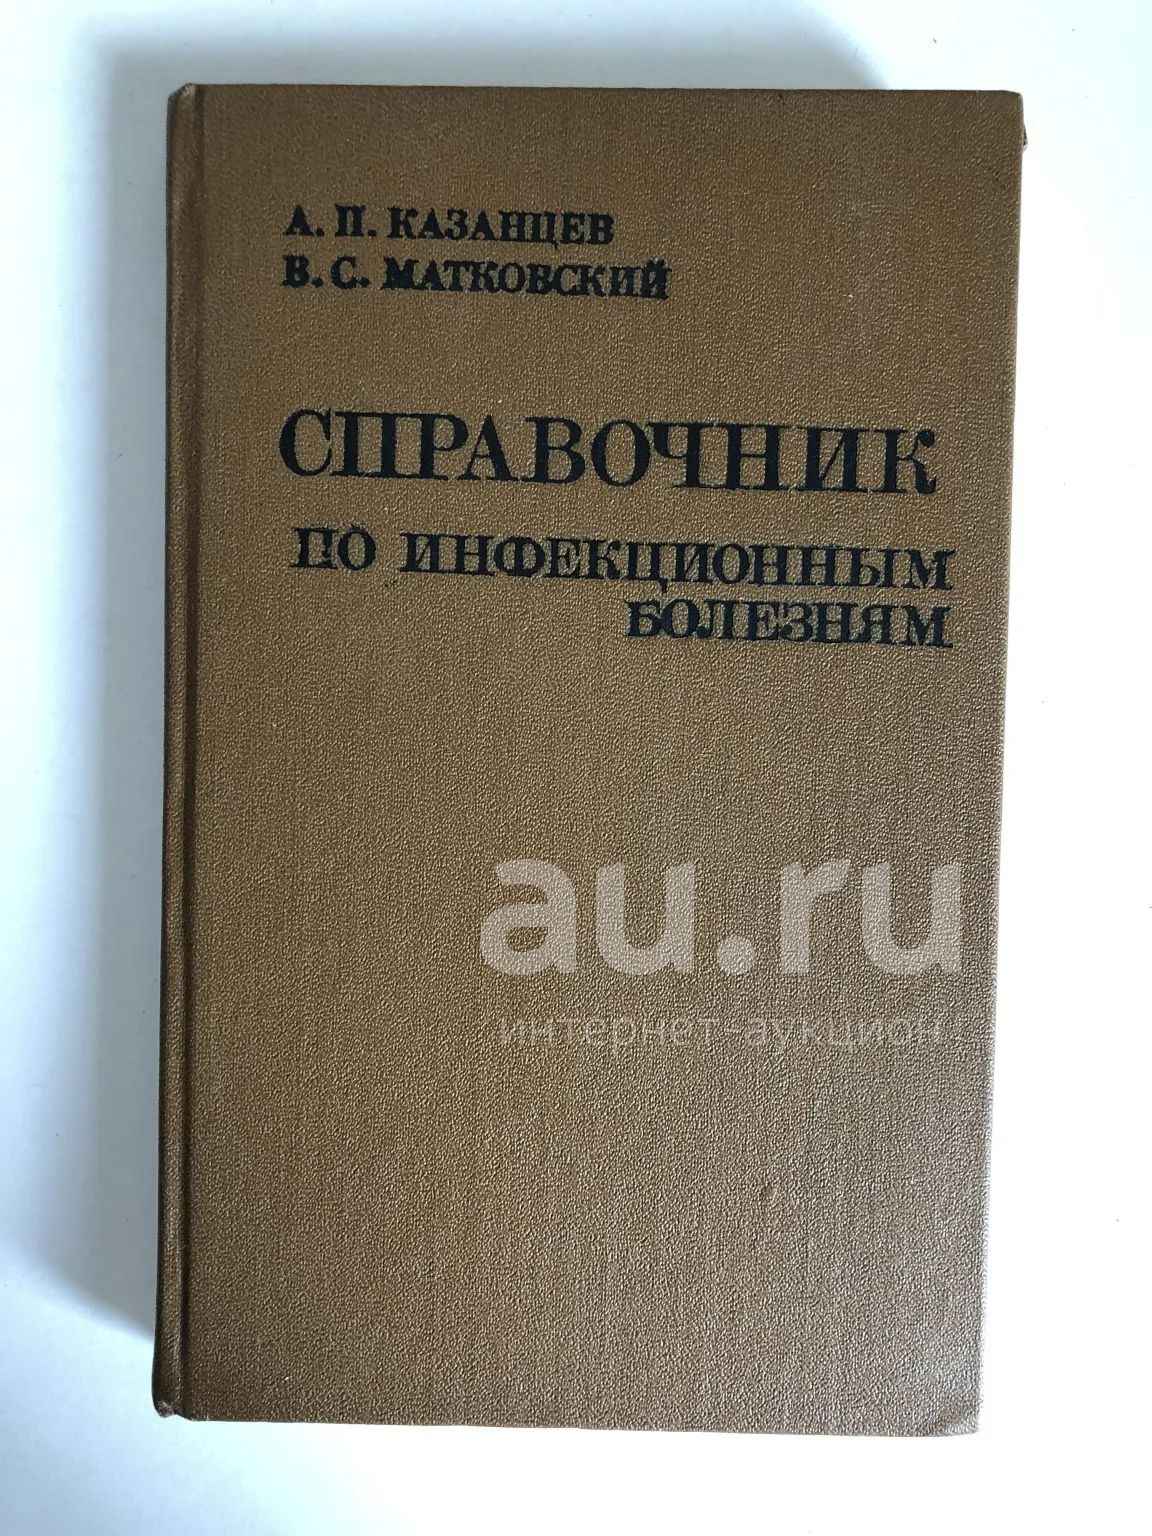 А. П. КАЗАНЦЕВ
В. С. МАТКОВСКИЙ
СПРАВОЧНИК
ПО ИНФЕКЦИОННЫМ
БОЛЕЗНЯМ
au.ru
интернет-аукцион